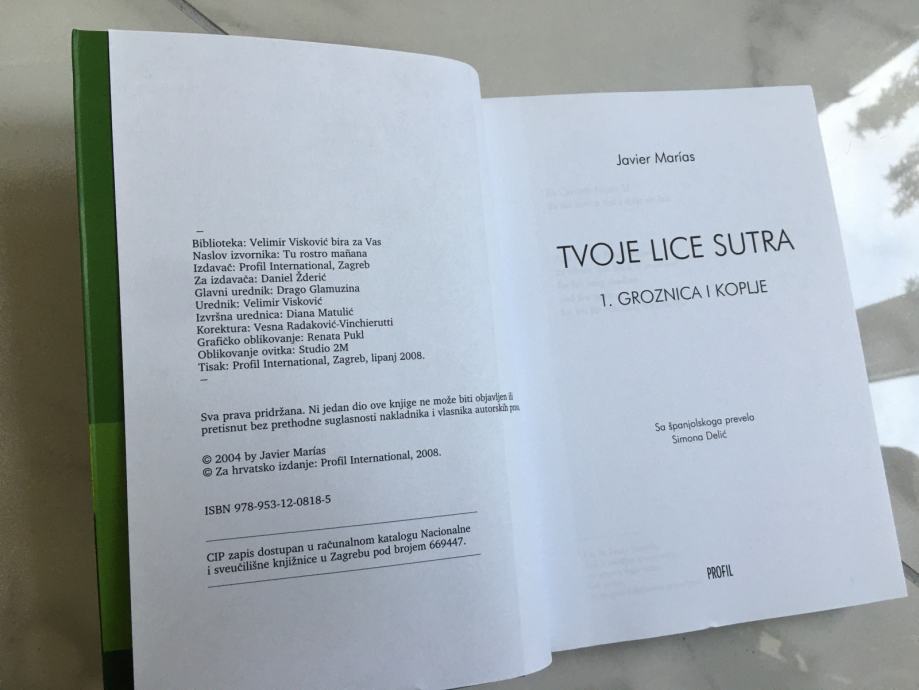 Biblioteka: Velimir Visković bira za Vas
Naslov izvornika: Tu rostro mañana
Izdavač: Profil International, Zagreb
Za izdavača: Daniel Žderić
Glavni urednik: Drago Glamuzina
Urednik: Velimir Visković
Izvršna urednica: Diana Matulić
Korektura: Vesna Radaković-Vinchierutti
Grafičko oblikovanje: Renata Pukl
Oblikovanje ovitka: Studio 2M
Tisak: Profil International, Zagreb, lipanj 2008.
Sva prava pridržana. Ni jedan dio ove knjige ne može biti objavljen ili
pretisnut bez prethodne suglasnosti nakladnika i vlasnika autorskih prava.
© 2004 by Javier Marías
© Za hrvatsko izdanje: Profil International, 2008.
ISBN 978-953-12-0818-5
CIP zapis dostupan u računalnom katalogu Nacionalne
i sveučilišne knjižnice u Zagrebu pod brojem 669447.
Javier Marías
TVOJE LICE SUTRA
1. GROZNICA I KOPLJE
Sa španjolskoga prevela
Simona Delić
PROFIL